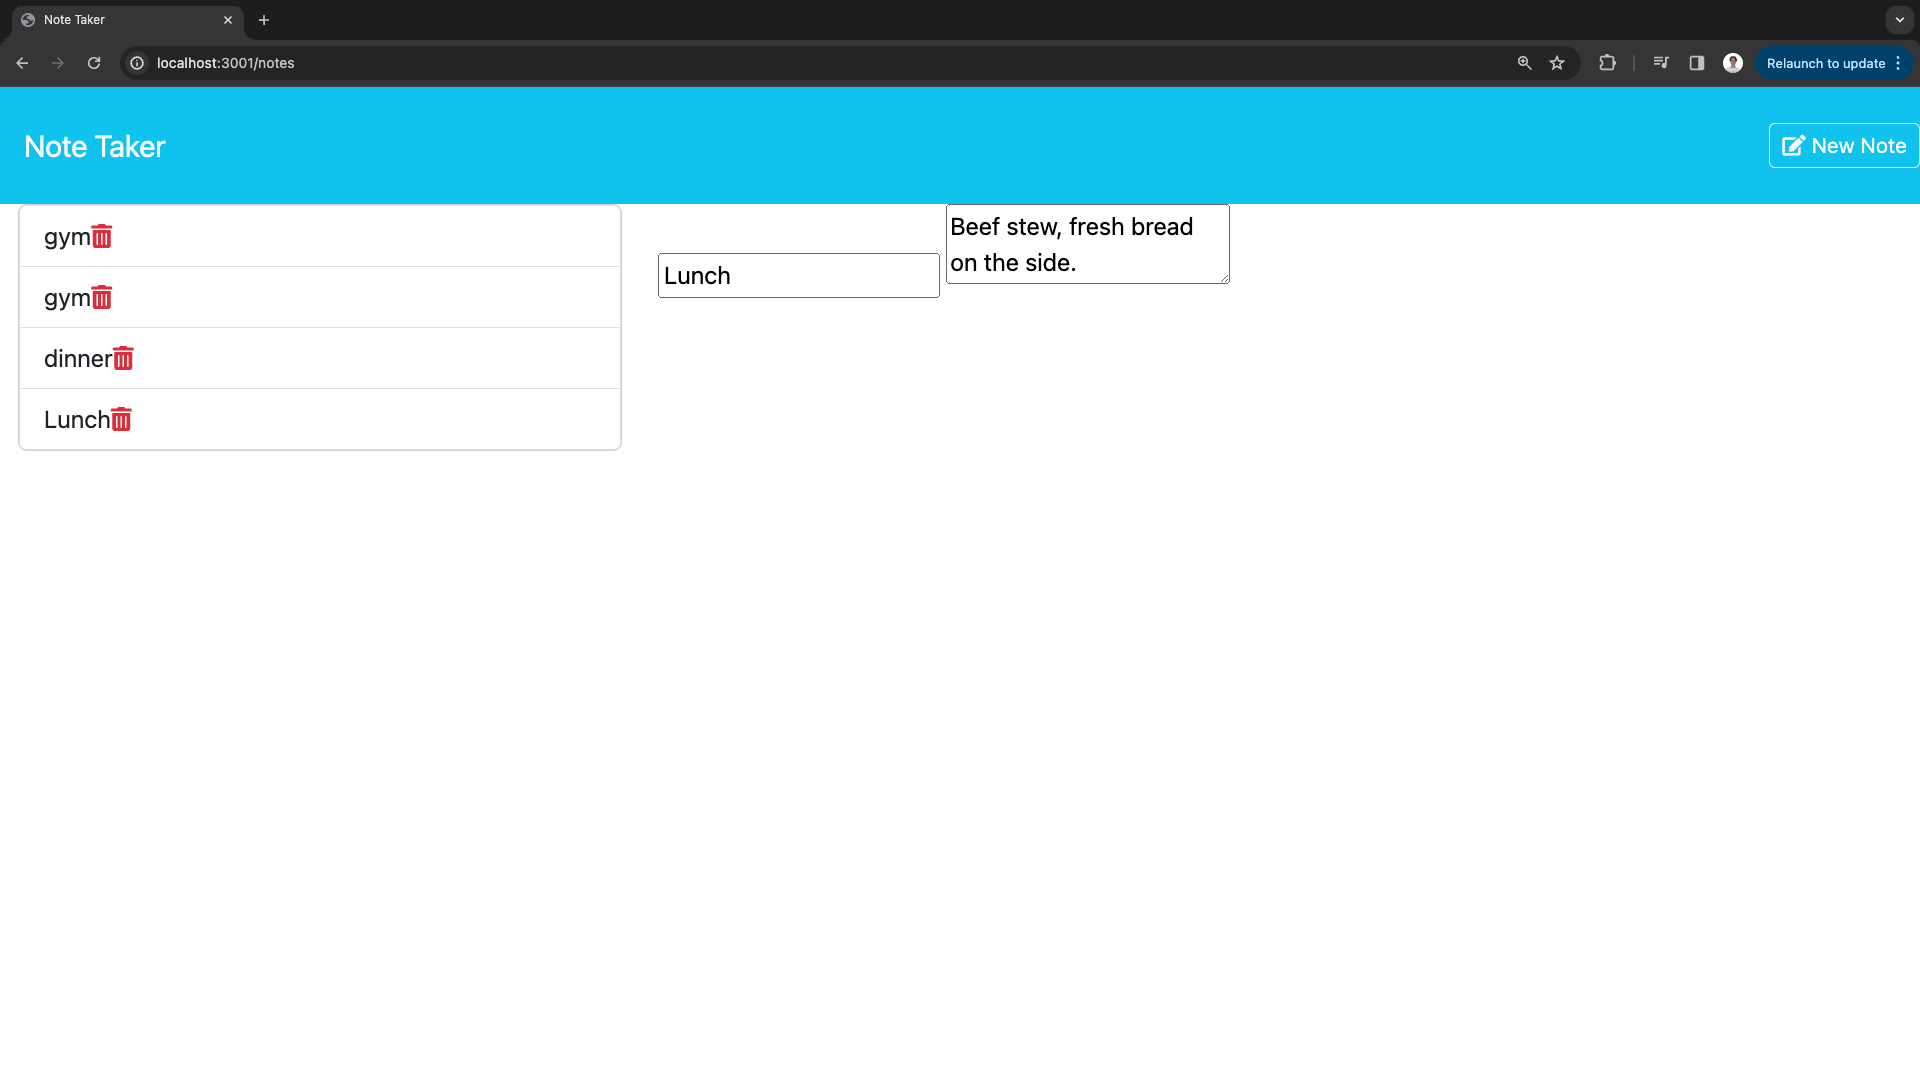 Note Taker
localhost:3001/notes
Relaunch to update
Note Taker
New Note
gym
gym
dinner
Lunch
Lunch
Beef stew, fresh bread
on the side.